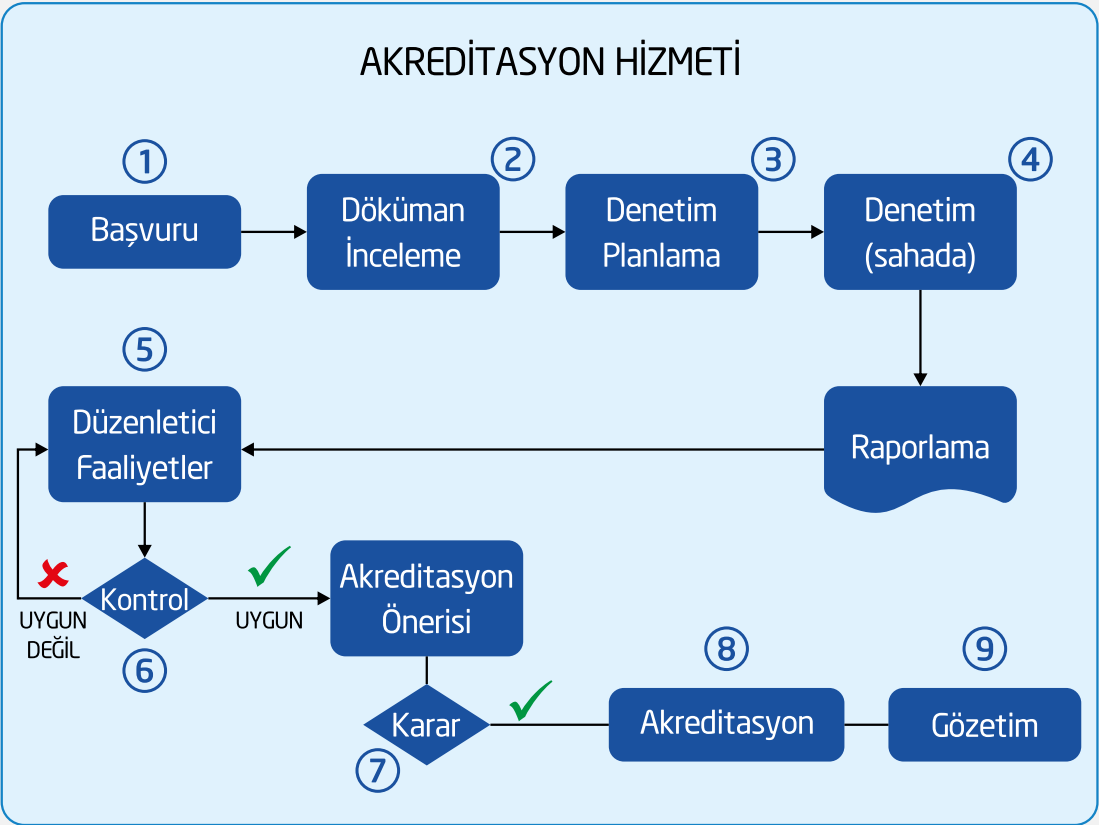 AKREDİTASYON HİZMETİ
1
Başvuru
2
Döküman
İnceleme
3
Denetim
Planlama
4
Denetim
(sahada)
5
Düzenletici
Faaliyetler
Raporlama
Kontrol
UYGUN
DEĞİL
6
UYGUN
Akreditasyon
Önerisi
Karar
7
8
Akreditasyon
9
Gözetim